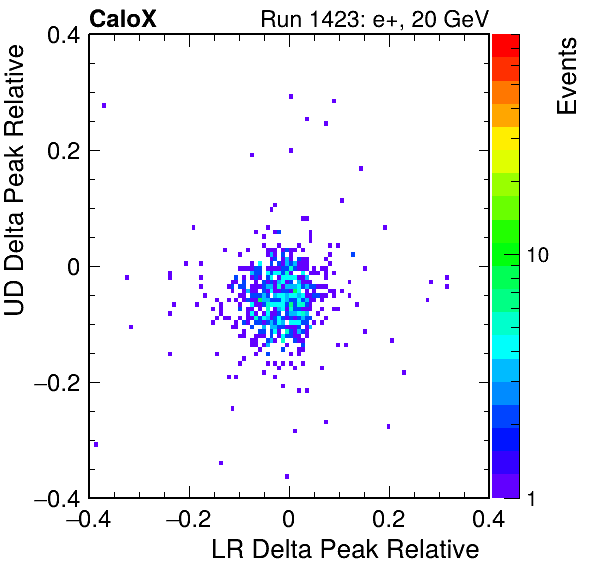 CaloX Run 1423: e+, 20 GeV
UD Delta Peak Relative
0.4
0.2
0
−0.2
−0.4
−0.4 −0.2 0 0.2 0.4
LR Delta Peak Relative
Events
10
1